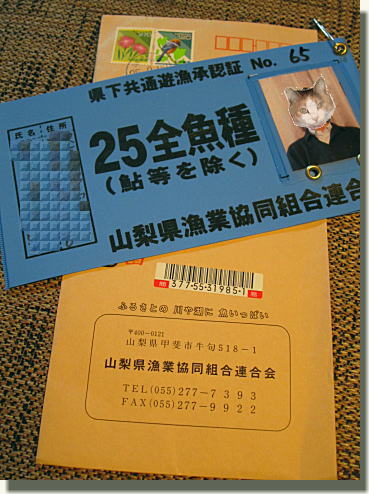 県下共通遊漁承認証 No. 65
氏名 住所
25全魚種
(鮎等を除く)
山梨県漁業協同組合連合
377-55-31985-1
ふるさとの 川や湖に 魚いっぱい
〒400-0121
山梨県甲斐市牛句518-1
山梨県漁業協同組合連合会
TEL(055)277-7393
FAX(055)277-9922